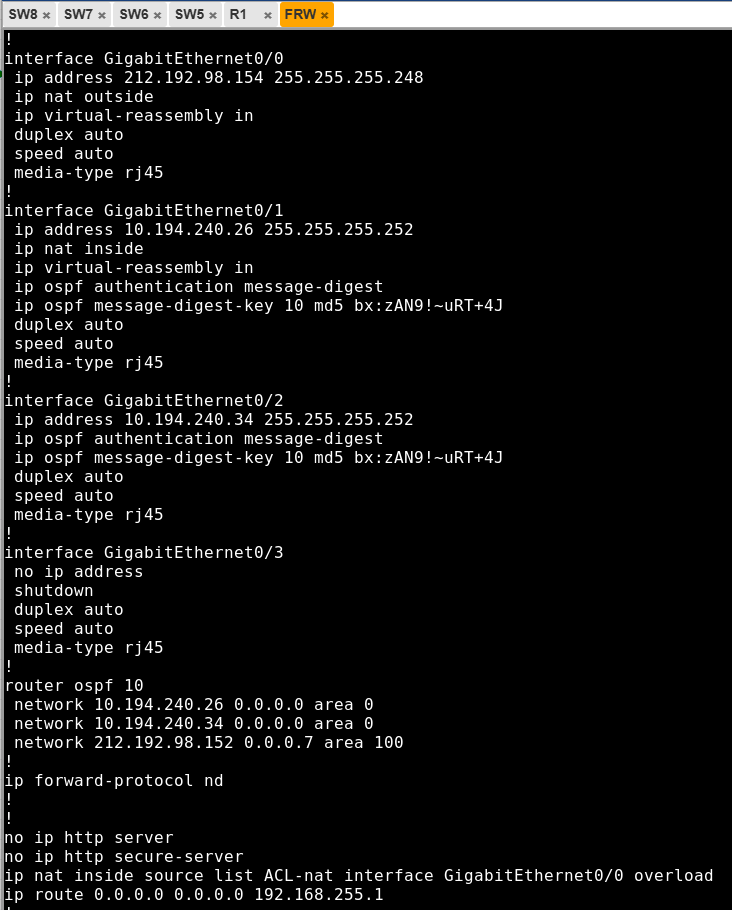 SW8 × SW7 × SW6 × SW5 × R1 × FRW ×
!
interface GigabitEthernet0/0
 ip address 212.192.98.154 255.255.255.248
 ip nat outside
 ip virtual-reassembly in
 duplex auto
 speed auto
 media-type rj45
!
interface GigabitEthernet0/1
 ip address 10.194.240.26 255.255.255.252
 ip nat inside
 ip virtual-reassembly in
 ip ospf authentication message-digest
 ip ospf message-digest-key 10 md5 bx:zAN9!~uRT+4J
 duplex auto
 speed auto
 media-type rj45
!
interface GigabitEthernet0/2
 ip address 10.194.240.34 255.255.255.252
 ip ospf authentication message-digest
 ip ospf message-digest-key 10 md5 bx:zAN9!~uRT+4J
 duplex auto
 speed auto
 media-type rj45
!
interface GigabitEthernet0/3
 no ip address
 shutdown
 duplex auto
 speed auto
 media-type rj45
!
router ospf 10
 network 10.194.240.26 0.0.0.0 area 0
 network 10.194.240.34 0.0.0.0 area 0
 network 212.192.98.152 0.0.0.7 area 100
!
ip forward-protocol nd
!
!
no ip http server
no ip http secure-server
ip nat inside source list ACL-nat interface GigabitEthernet0/0 overload
ip route 0.0.0.0 0.0.0.0 192.168.255.1
!